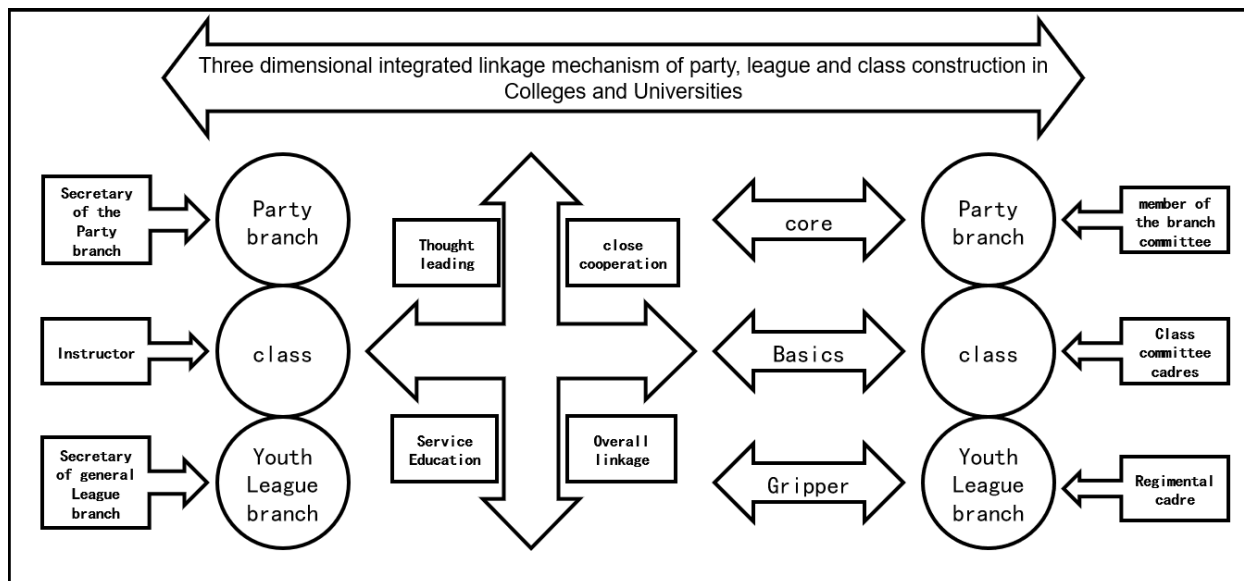 Three dimensional integrated linkage mechanism of party, league and class construction in
Colleges and Universities
Secretary
of the
Party
branch
Party
branch
Thought
leading
close
cooperation
core
Party
branch
member of
the branch
committee
Instructor
class
Basics
class
Class
committee
cadres
Secretary
of general
League
branch
Youth
League
branch
Service
Education
Overall
linkage
Gripper
Youth
League
branch
Regimental
cadre